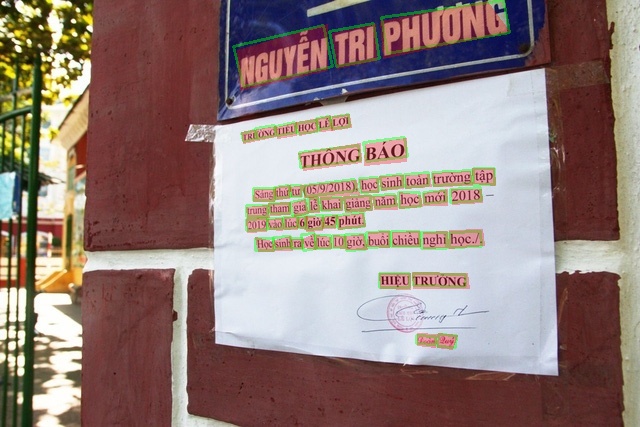 NGUYỄN TRI PHƯƠNG
TRƯỜNG TIỂU HỌC LÊ LỢI
THÔNG BÁO
Sáng thứ tư (05/9/2018), học sinh toàn trường tập
trung tham gia lễ khai giảng năm học mới 2018 –
2019 vào lúc 6 giờ 45 phút.
Học sinh ra về lúc 10 giờ, buổi chiều nghỉ học./.
HIỆU TRƯỞNG